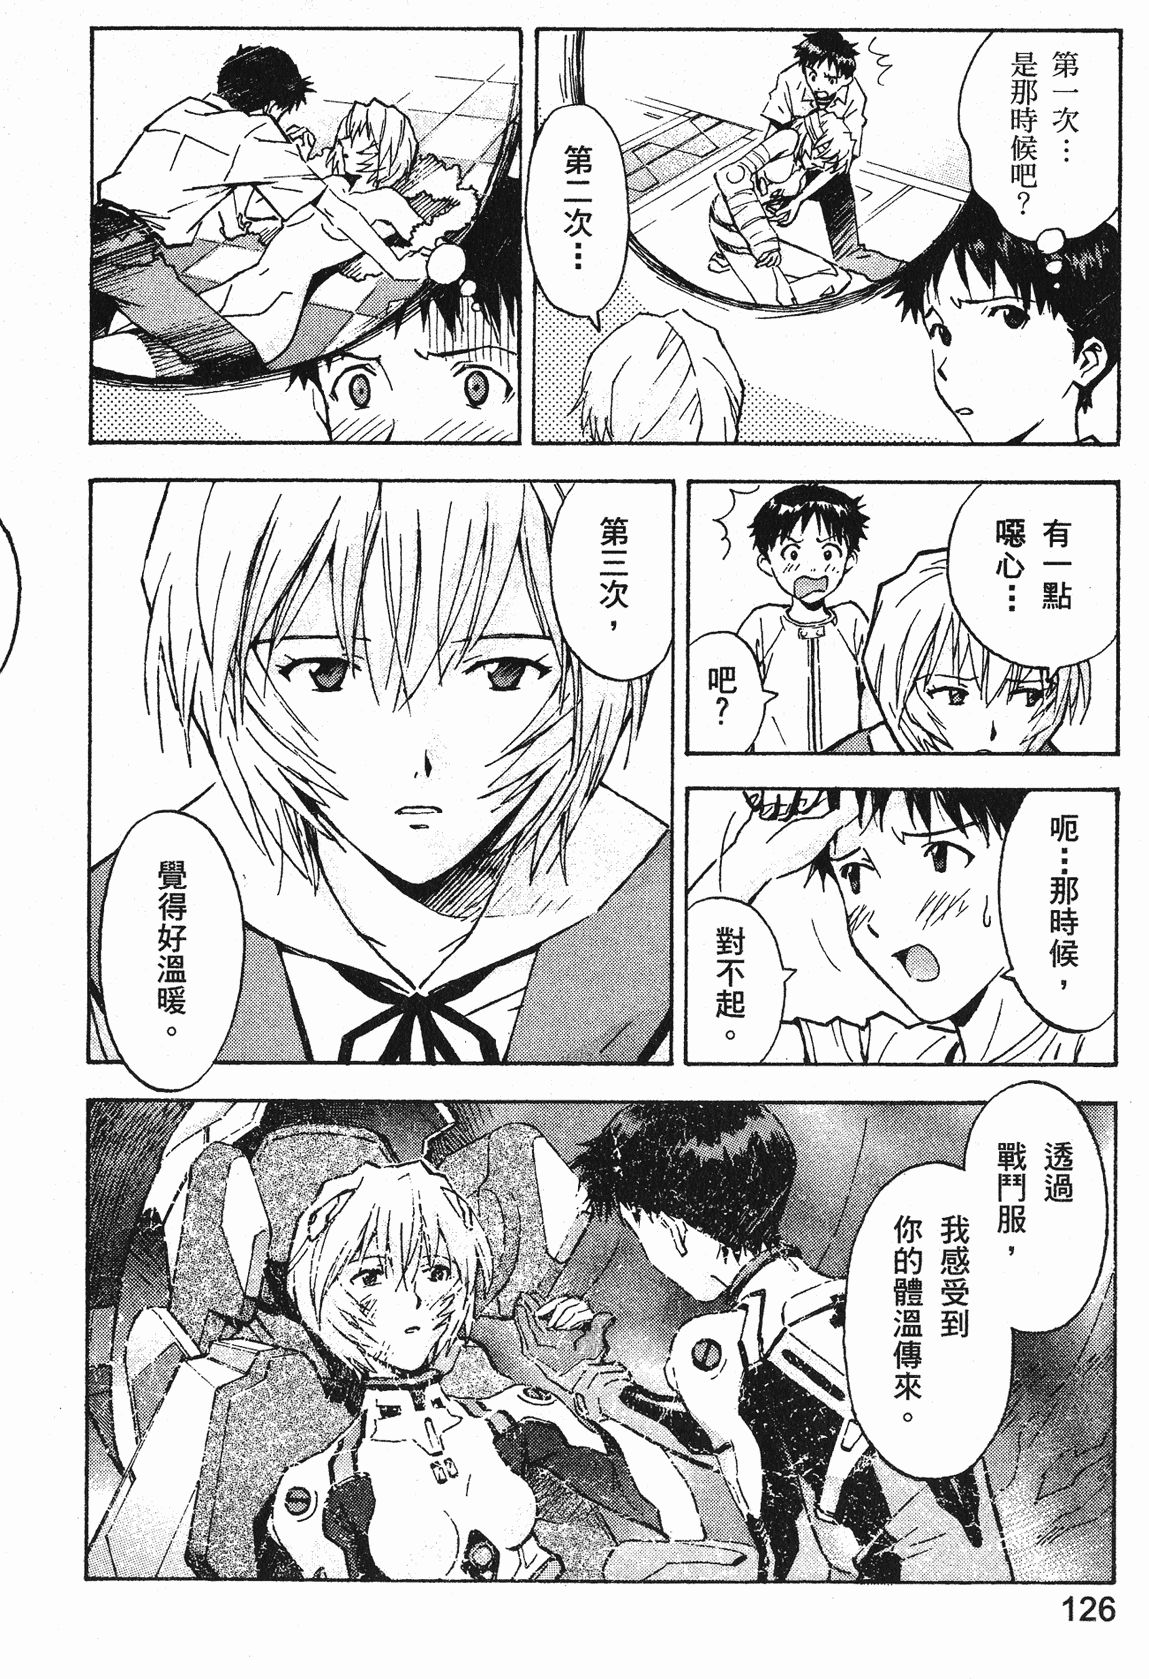 第一次…
是那時候吧?
第二次…
有一點
噁心…
吧?
呃…那時候，
對不起。
第三次，
覺得好溫暖。
透過
戰鬥服，
我感受到
你的體溫傳來。
126